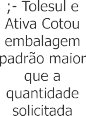 ;- Tolesul e
Ativa Cotou
embalagem
padrão maior
que a
quantidade
solicitada